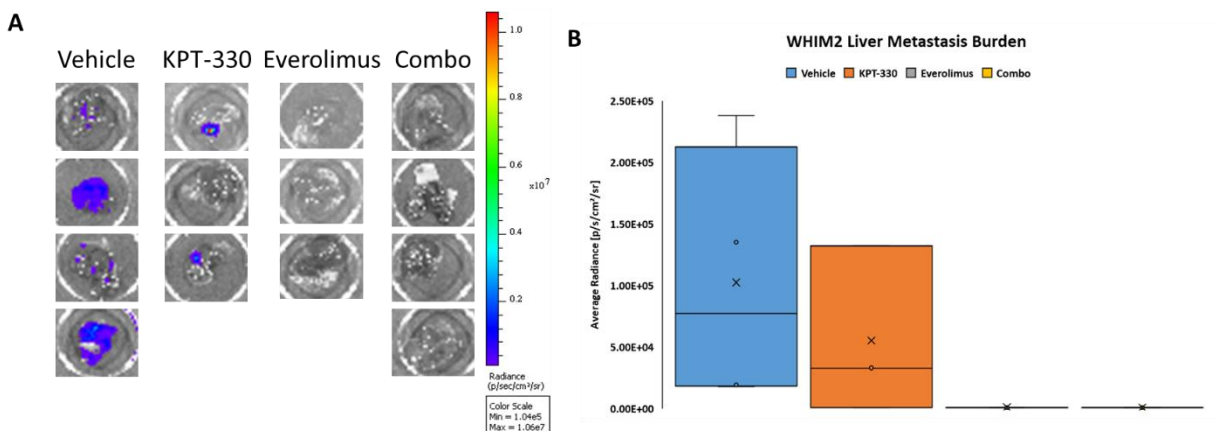 A
Vehicle KPT-330 Everolimus Combo
1.0
0.8
0.6
x10⁷
0.4
0.2
Radiance
(p/sec/cm²/sr)
Color Scale
Min = 1.04e5
Max = 1.06e7
B
WHIM2 Liver Metastasis Burden
Vehicle KPT-330 Everolimus Combo
Average Radiance [p/s/cm²/sr]
2.50E+05
2.00E+05
1.50E+05
1.00E+05
5.00E+04
0.00E+00